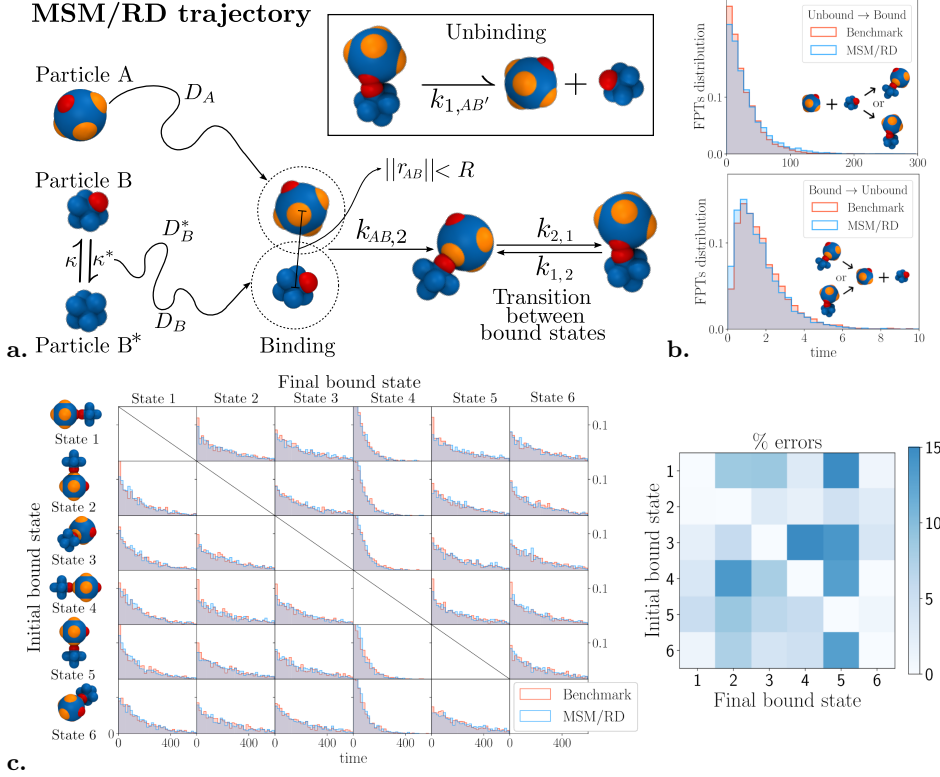 MSM/RD trajectory
Particle A
D_A
Particle B
κ κ*
D_B^*
D_B
Particle B*
Unbinding
k_{1,AB'}
+
||r_{AB}|| < R
k_{AB,2}
k_{2,1}
k_{1,2}
Transition
between
bound states
Binding
a.
FPTs distribution
0.1
0.0
0 100 200 300
Unbound → Bound
Benchmark
MSM/RD
+
or
FPTs distribution
0.1
0.0
0 2 4 6 8 10
time
Bound → Unbound
Benchmark
MSM/RD
or
+
b.
Final bound state
State 1 State 2 State 3 State 4 State 5 State 6
Initial bound state
State 1
State 2
State 3
State 4
State 5
State 6
0.1
0.1
0.1
0.1
0.1
0
0 400 0 400 0 400 0 400 0 400 0 400
time
Benchmark
MSM/RD
c.
% errors
Initial bound state
1
2
3
4
5
6
1 2 3 4 5 6
Final bound state
15
10
5
0